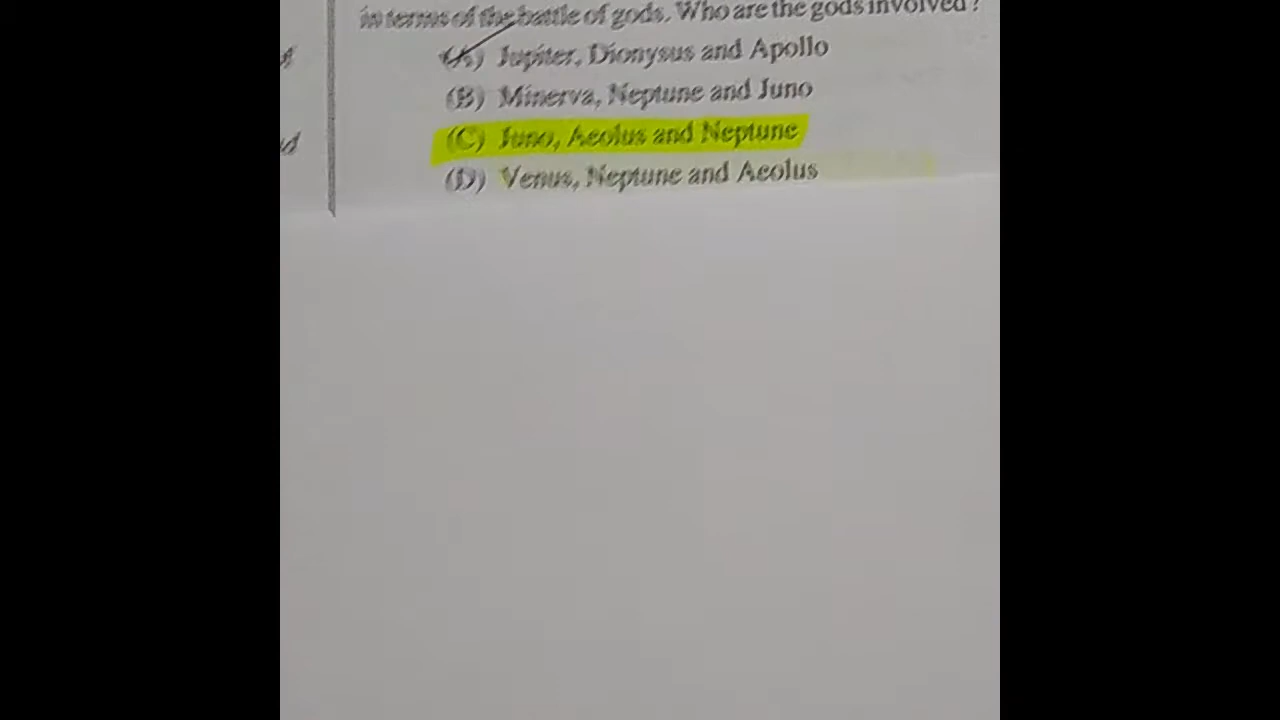 in terms of the battle of gods. Who are the gods involved?
(A) Jupiter, Dionysus and Apollo
(B) Minerva, Neptune and Juno
(C) Juno, Aeolus and Neptune
(D) Venus, Neptune and Aeolus